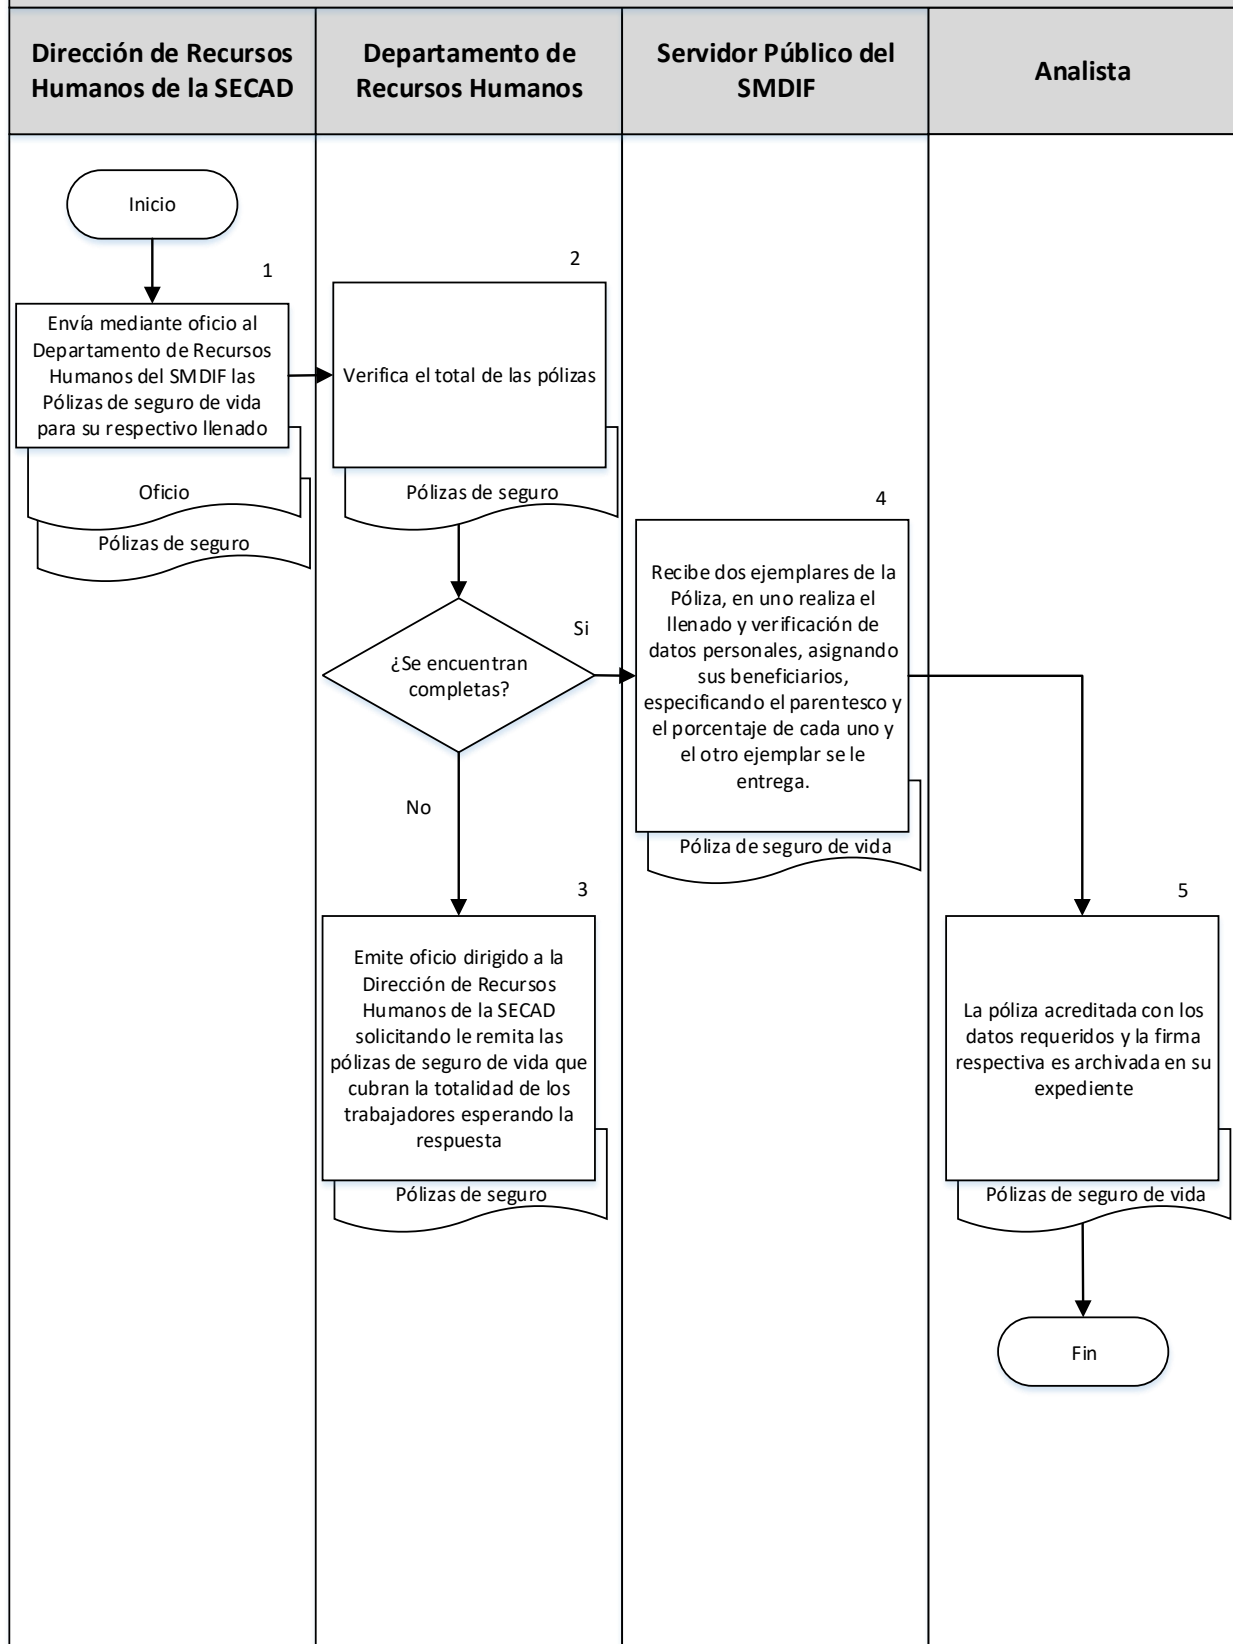 Dirección de Recursos
Humanos de la SECAD
Departamento de
Recursos Humanos
Servidor Público del
SMDIF
Analista
Inicio
1
Envía mediante oficio al
Departamento de Recursos
Humanos del SMDIF las
Pólizas de seguro de vida
para su respectivo llenado
Oficio
Pólizas de seguro
2
Verifica el total de las pólizas
Pólizas de seguro
¿Se encuentran
completas?
Si
No
3
Emite oficio dirigido a la
Dirección de Recursos
Humanos de la SECAD
solicitando le remita las
pólizas de seguro de vida que
cubran la totalidad de los
trabajadores esperando la
respuesta
Pólizas de seguro
4
Recibe dos ejemplares de la
Póliza, en uno realiza el
llenado y verificación de
datos personales, asignando
sus beneficiarios,
especificando el parentesco y
el porcentaje de cada uno y
el otro ejemplar se le
entrega.
Póliza de seguro de vida
5
La póliza acreditada con los
datos requeridos y la firma
respectiva es archivada en su
expediente
Pólizas de seguro de vida
Fin